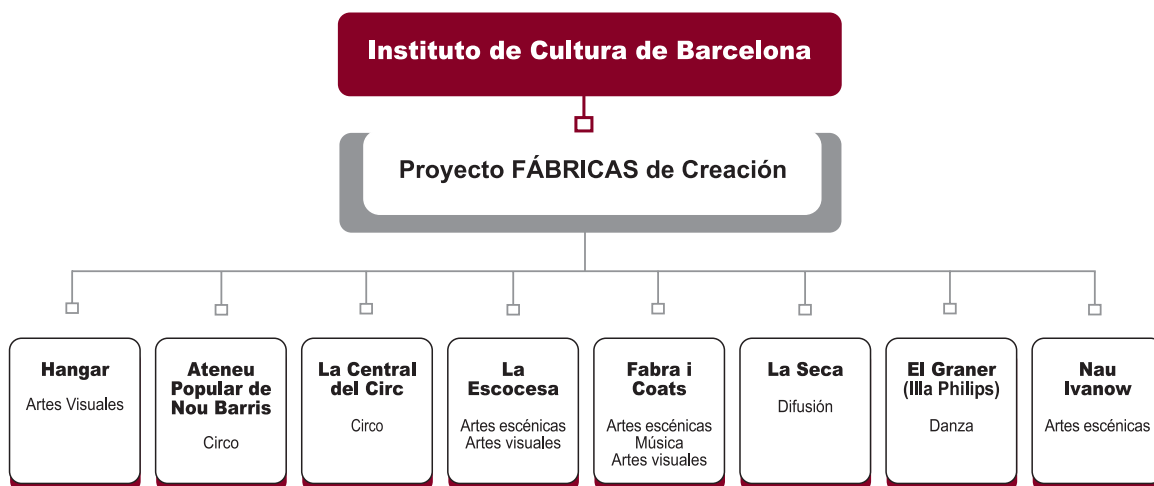 Instituto de Cultura de Barcelona
Proyecto FÁBRICAS de Creación
Hangar
Artes Visuales
Ateneu
Popular de
Nou Barris
Circo
La Central
del Circ
Circo
La
Escocesa
Artes escénicas
Artes visuales
Fabra i
Coats
Artes escénicas
Música
Artes visuales
La Seca
Difusión
El Graner
(Illa Philips)
Danza
Nau
Ivanow
Artes escénicas